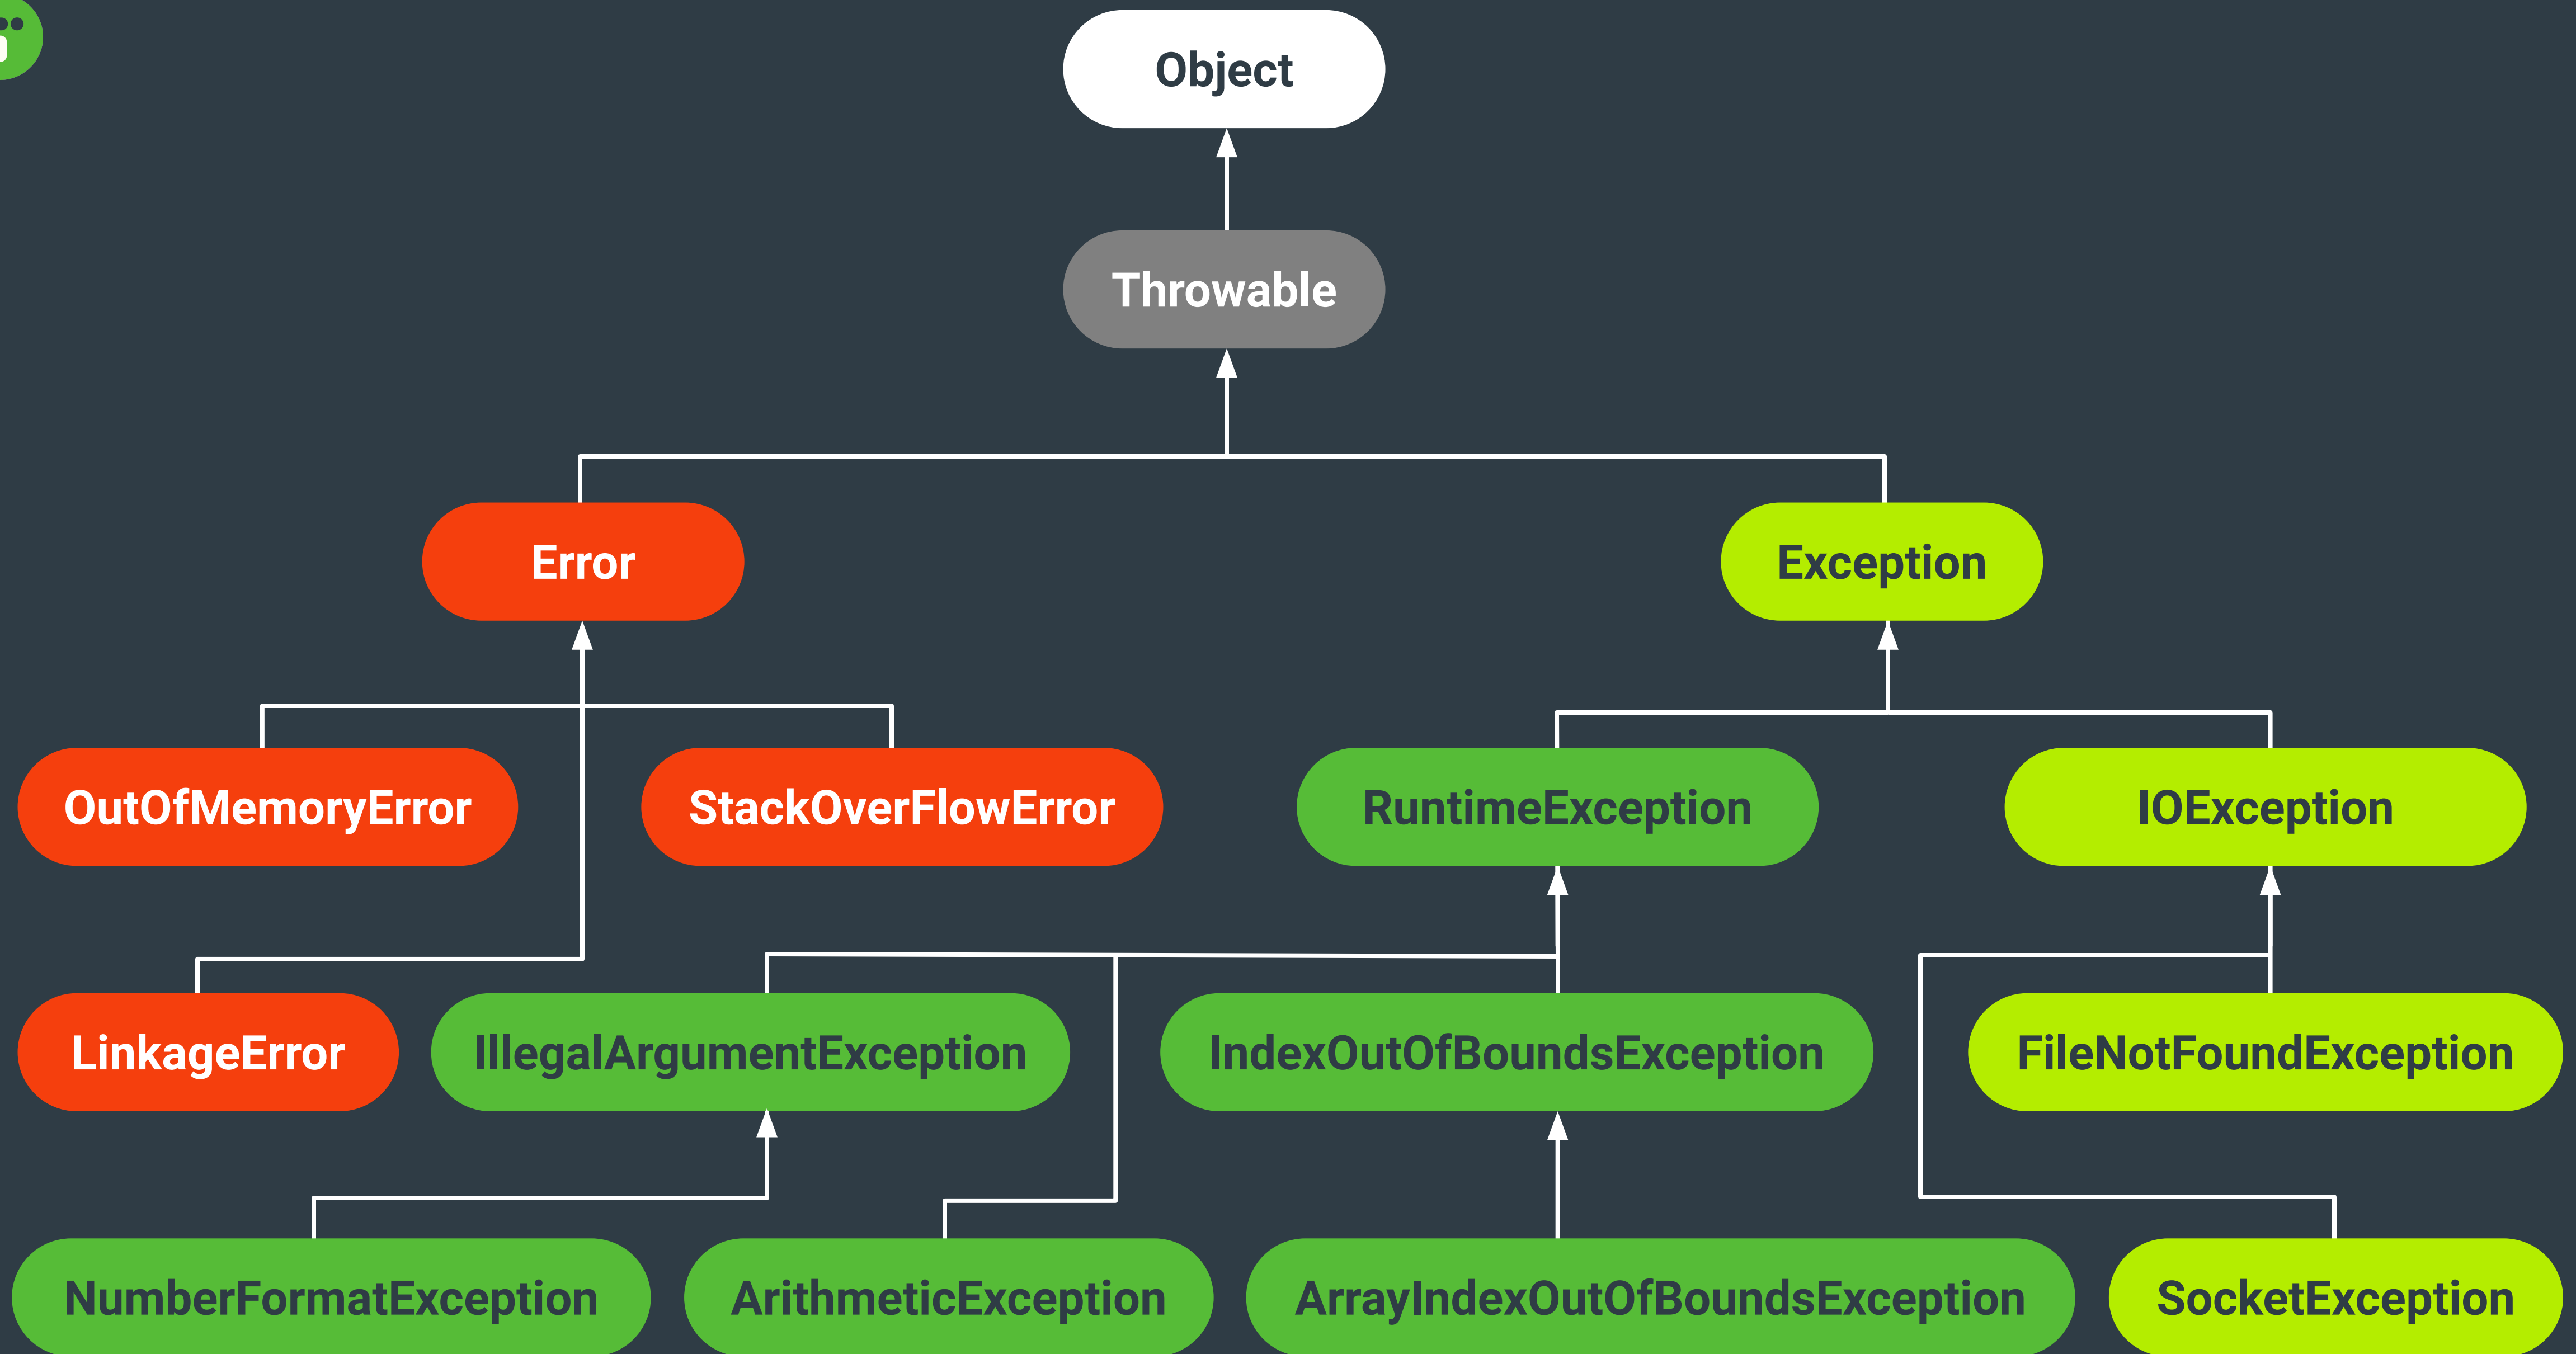 Object
Throwable
Error
Exception
OutOfMemoryError
StackOverFlowError
RuntimeException
IOException
LinkageError
IllegalArgumentException
IndexOutOfBoundsException
FileNotFoundException
NumberFormatException
ArithmeticException
ArrayIndexOutOfBoundsException
SocketException